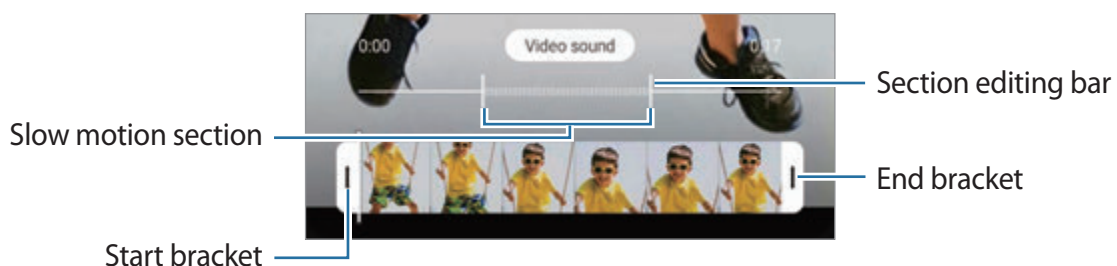 0:00
Video sound
0:17
Section editing bar
Slow motion section
End bracket
Start bracket